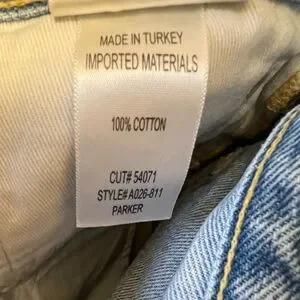 MADE IN TURKEY
IMPORTED MATERIALS
100% COTTON
CUT# 54071
STYLE# A026-811
PARKER